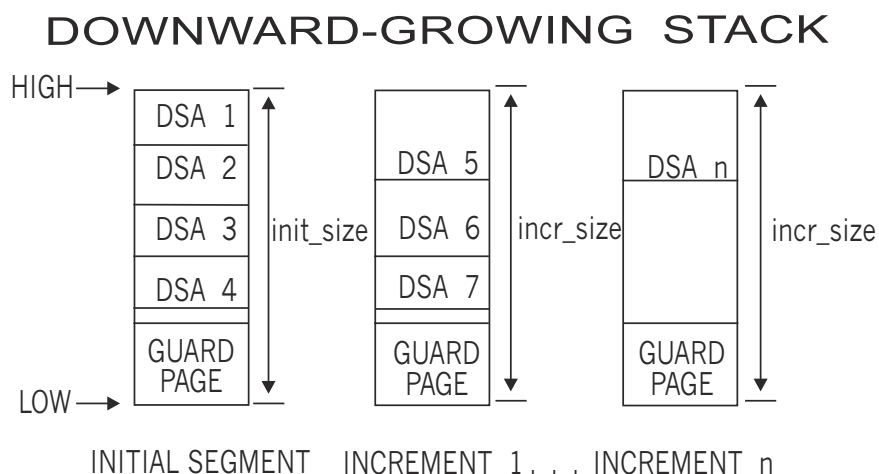 DOWNWARD-GROWING STACK
HIGH
DSA 1
DSA 2
DSA 3
DSA 4
GUARD
PAGE
LOW
init_size
DSA 5
DSA 6
DSA 7
GUARD
PAGE
incr_size
DSA n
GUARD
PAGE
incr_size
INITIAL SEGMENT INCREMENT 1 . . . INCREMENT n